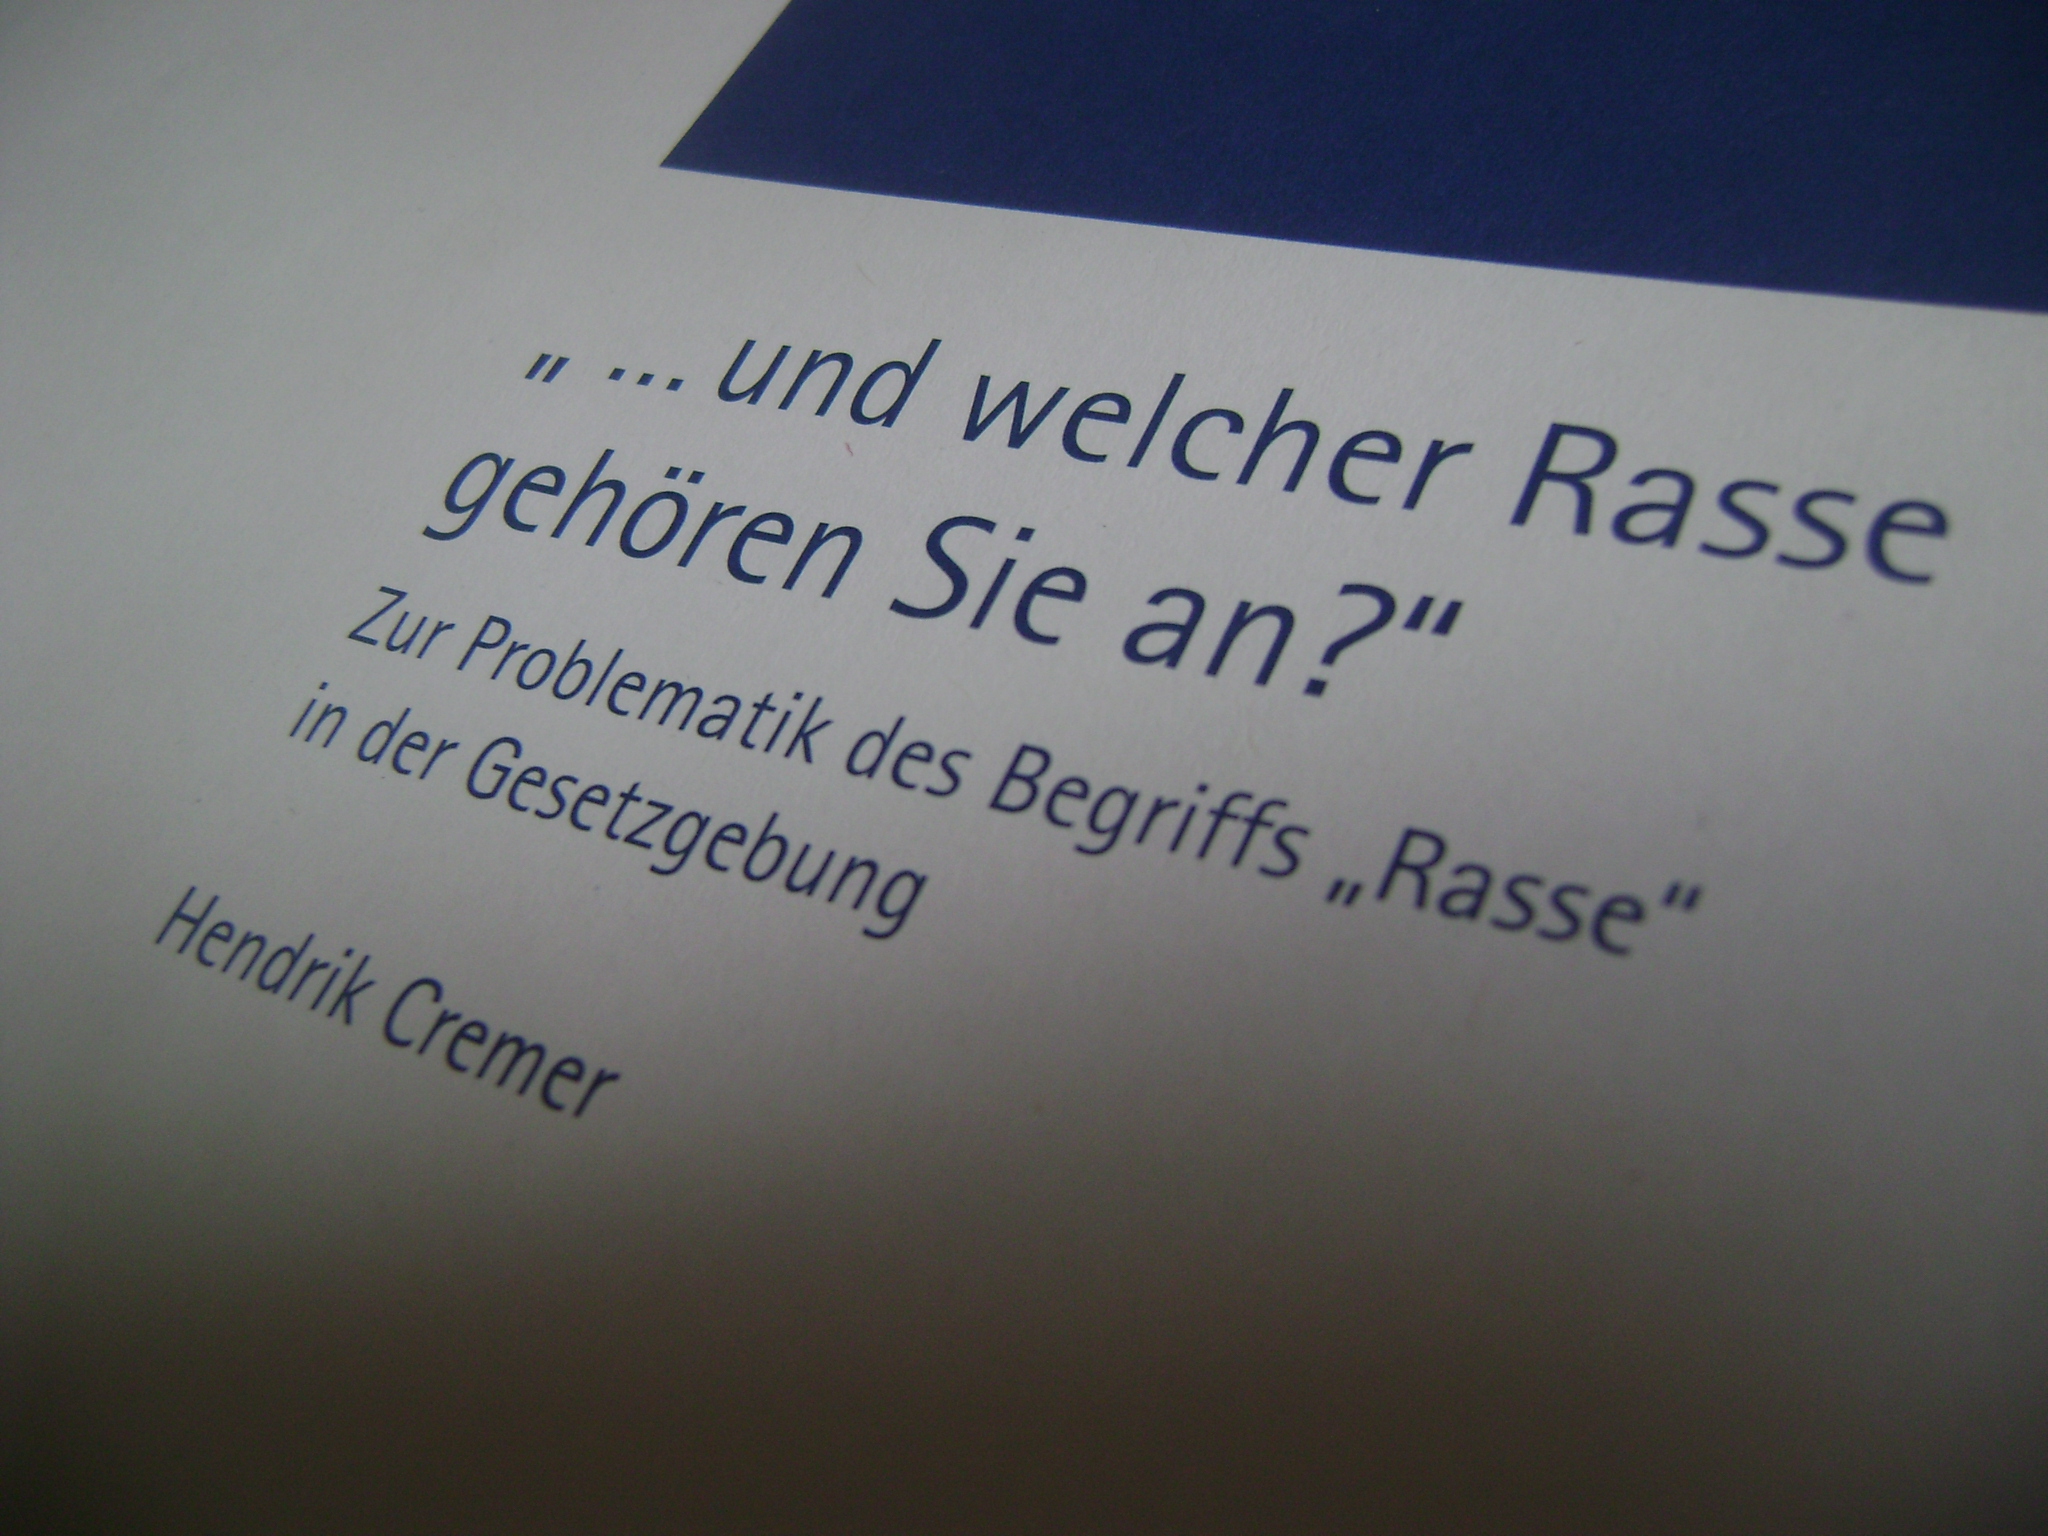 „ ... und welcher Rasse
gehören Sie an?“
Zur Problematik des Begriffs „Rasse“
in der Gesetzgebung
Hendrik Cremer